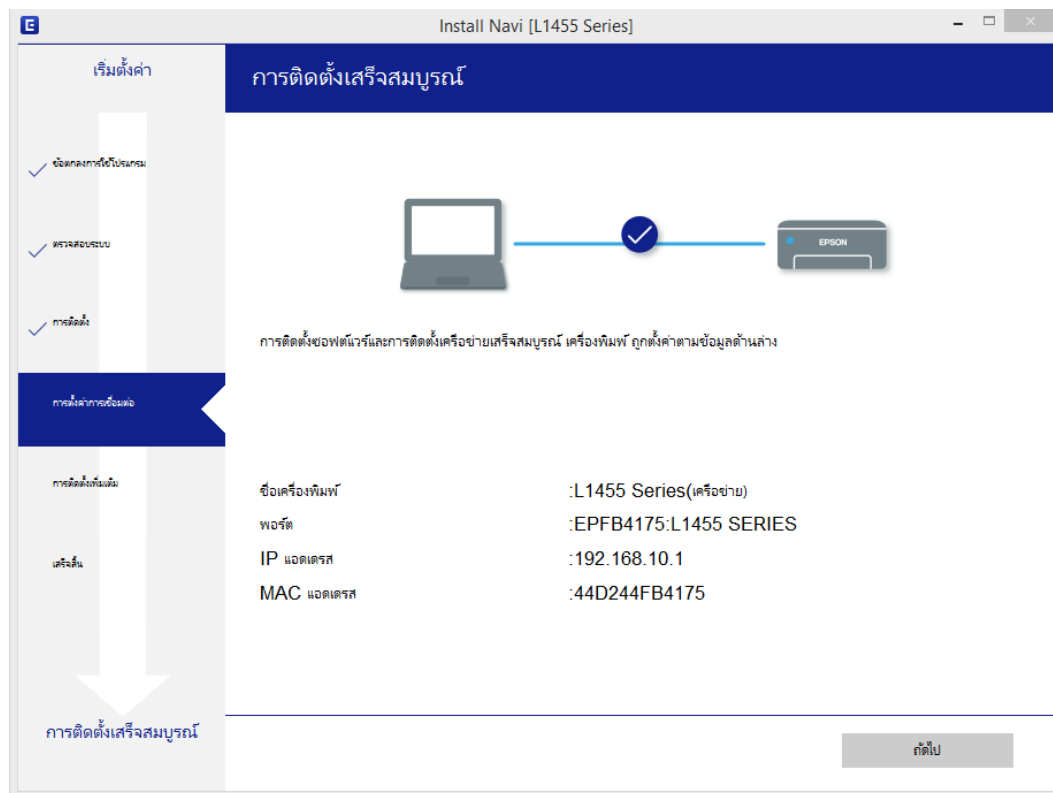 Install Navi [L1455 Series]
เริ่มตั้งค่า
การติดตั้งเสร็จสมบูรณ์
ข้อตกลงการใช้โปรแกรม
ตรวจสอบระบบ
การติดตั้ง
การตั้งค่าการเชื่อมต่อ
การติดตั้งเพิ่มเติม
เสร็จสิ้น
การติดตั้งเสร็จสมบูรณ์
EPSON
การติดตั้งซอฟต์แวร์และการติดตั้งเครือข่ายเสร็จสมบูรณ์ เครื่องพิมพ์ ถูกตั้งค่าตามข้อมูลด้านล่าง
ชื่อเครื่องพิมพ์ :L1455 Series(เครือข่าย)
พอร์ต :EPFB4175:L1455 SERIES
IP แอดเดรส :192.168.10.1
MAC แอดเดรส :44D244FB4175
ถัดไป